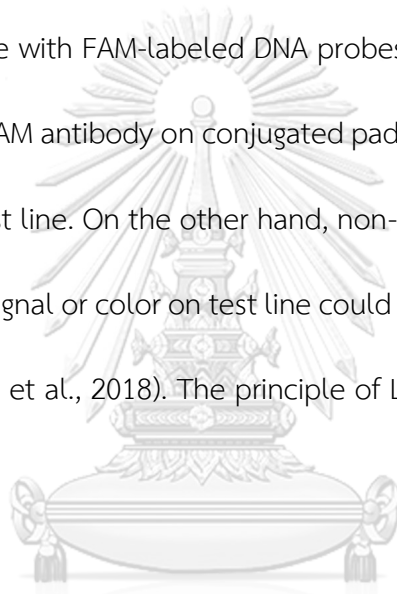 e with FAM-labeled DNA probes
AM antibody on conjugated pad
t line. On the other hand, non-
gnal or color on test line could
et al., 2018). The principle of L